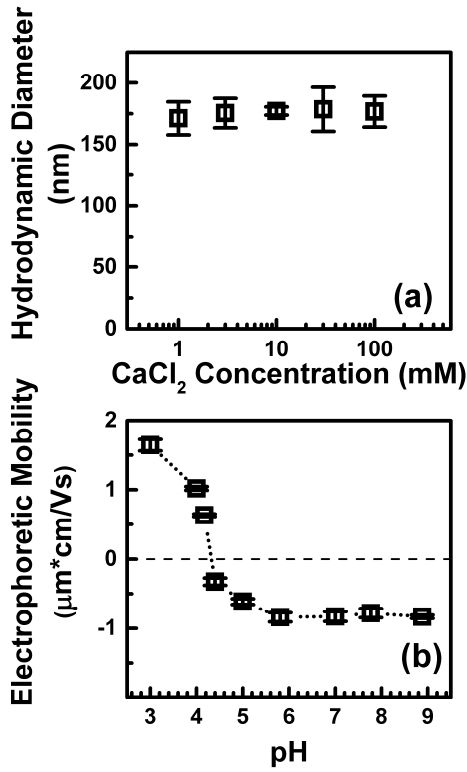 Hydrodynamic Diameter
(nm)
200
150
100
50
0
(a)
1
10
100
CaCl₂ Concentration (mM)
Electrophoretic Mobility
(μm*cm/Vs)
2
1
0
-1
(b)
3 4 5 6 7 8 9
pH